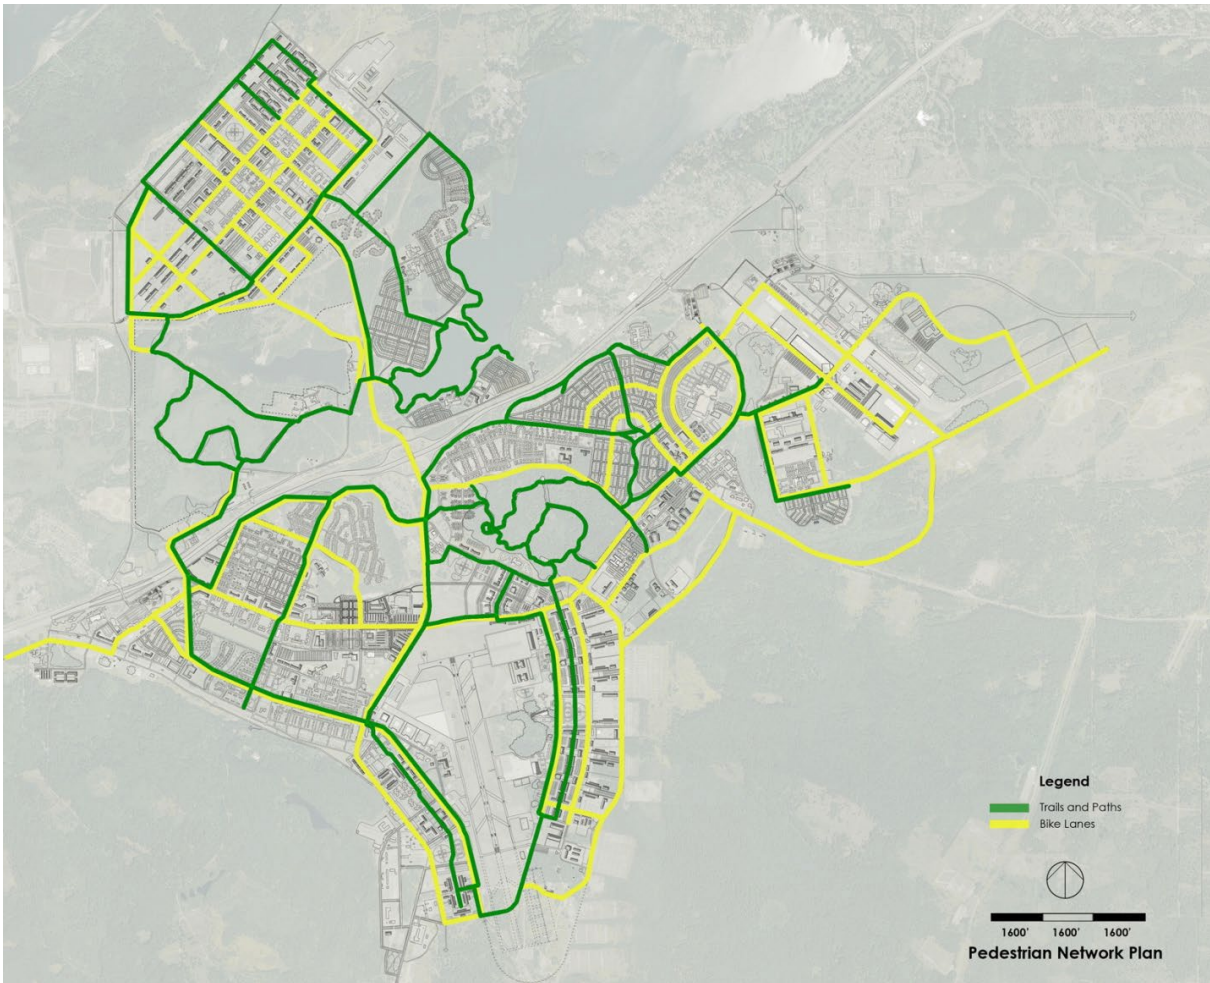 Legend
Trails and Paths
Bike Lanes
1600' 1600' 1600'
Pedestrian Network Plan